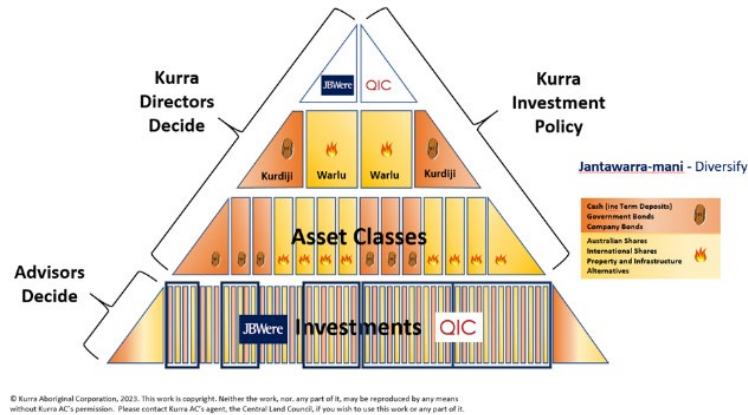 JBWere
QIC
Kurra
Directors
Decide
Kurra
Investment
Policy
Kurdiji
Warlu
Warlu
Kurdiji
Jantawarra-mani - Diversify
Cash (inc Term Deposits)
Government Bonds
Company Bonds
Australian Shares
International Shares
Property and Infrastructure
Alternatives
Asset Classes
Advisors
Decide
JBWere
Investments
QIC
© Kurra Aboriginal Corporation, 2023. This work is copyright. Neither the work, nor. any part of it, may be reproduced by any means
without Kurra AC's permission. Please contact Kurra AC's agent, the Central Land Council, if you wish to use this work or any part of it.